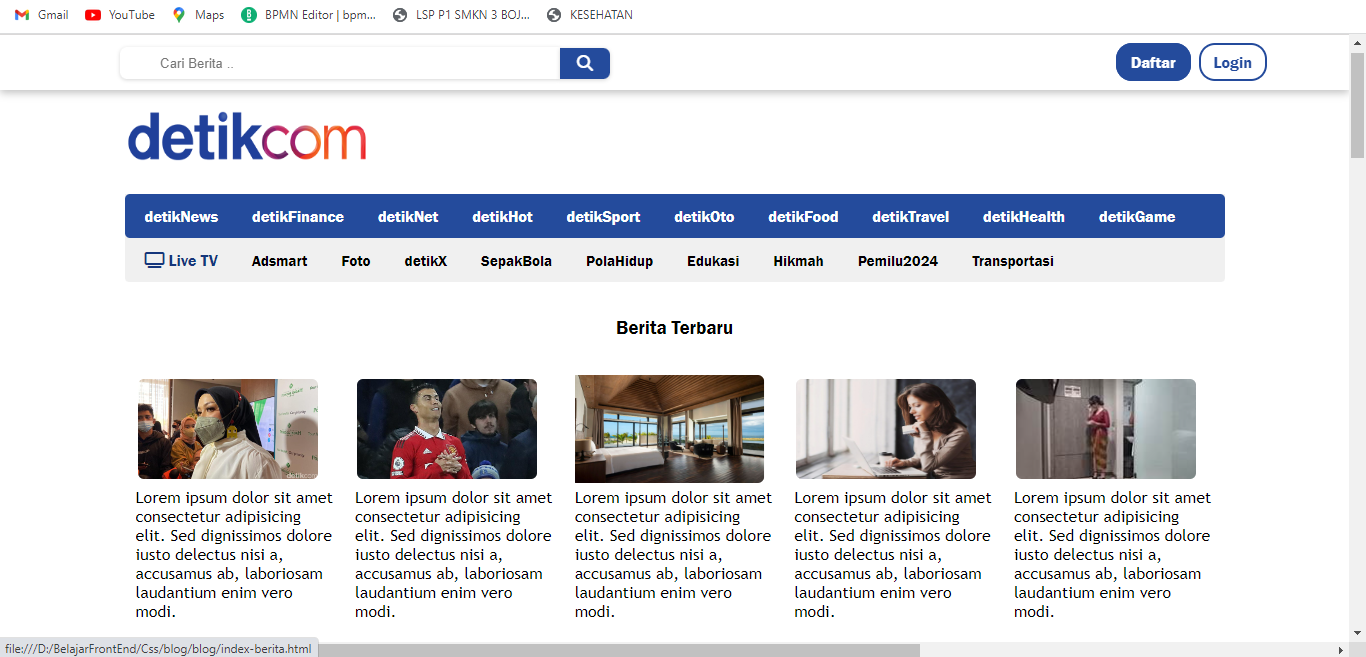 Gmail YouTube Maps BPMN Editor | bpm... LSP P1 SMKN 3 BOJ... KESEHATAN
Cari Berita .. Daftar Login
detikcom
detikNews detikFinance detikNet detikHot detikSport detikOto detikFood detikTravel detikHealth detikGame
Live TV Adsmart Foto detikX SepakBola PolaHidup Edukasi Hikmah Pemilu2024 Transportasi
Berita Terbaru
detikcom
Lorem ipsum dolor sit amet
consectetur adipisicing
elit. Sed dignissimos dolore
iusto delectus nisi a,
accusamus ab, laboriosam
laudantium enim vero
modi.
Lorem ipsum dolor sit amet
consectetur adipisicing
elit. Sed dignissimos dolore
iusto delectus nisi a,
accusamus ab, laboriosam
laudantium enim vero
modi.
Lorem ipsum dolor sit amet
consectetur adipisicing
elit. Sed dignissimos dolore
iusto delectus nisi a,
accusamus ab, laboriosam
laudantium enim vero
modi.
Lorem ipsum dolor sit amet
consectetur adipisicing
elit. Sed dignissimos dolore
iusto delectus nisi a,
accusamus ab, laboriosam
laudantium enim vero
modi.
Lorem ipsum dolor sit amet
consectetur adipisicing
elit. Sed dignissimos dolore
iusto delectus nisi a,
accusamus ab, laboriosam
laudantium enim vero
modi.
file:///D:/BelajarFrontEnd/Css/blog/blog/index-berita.html